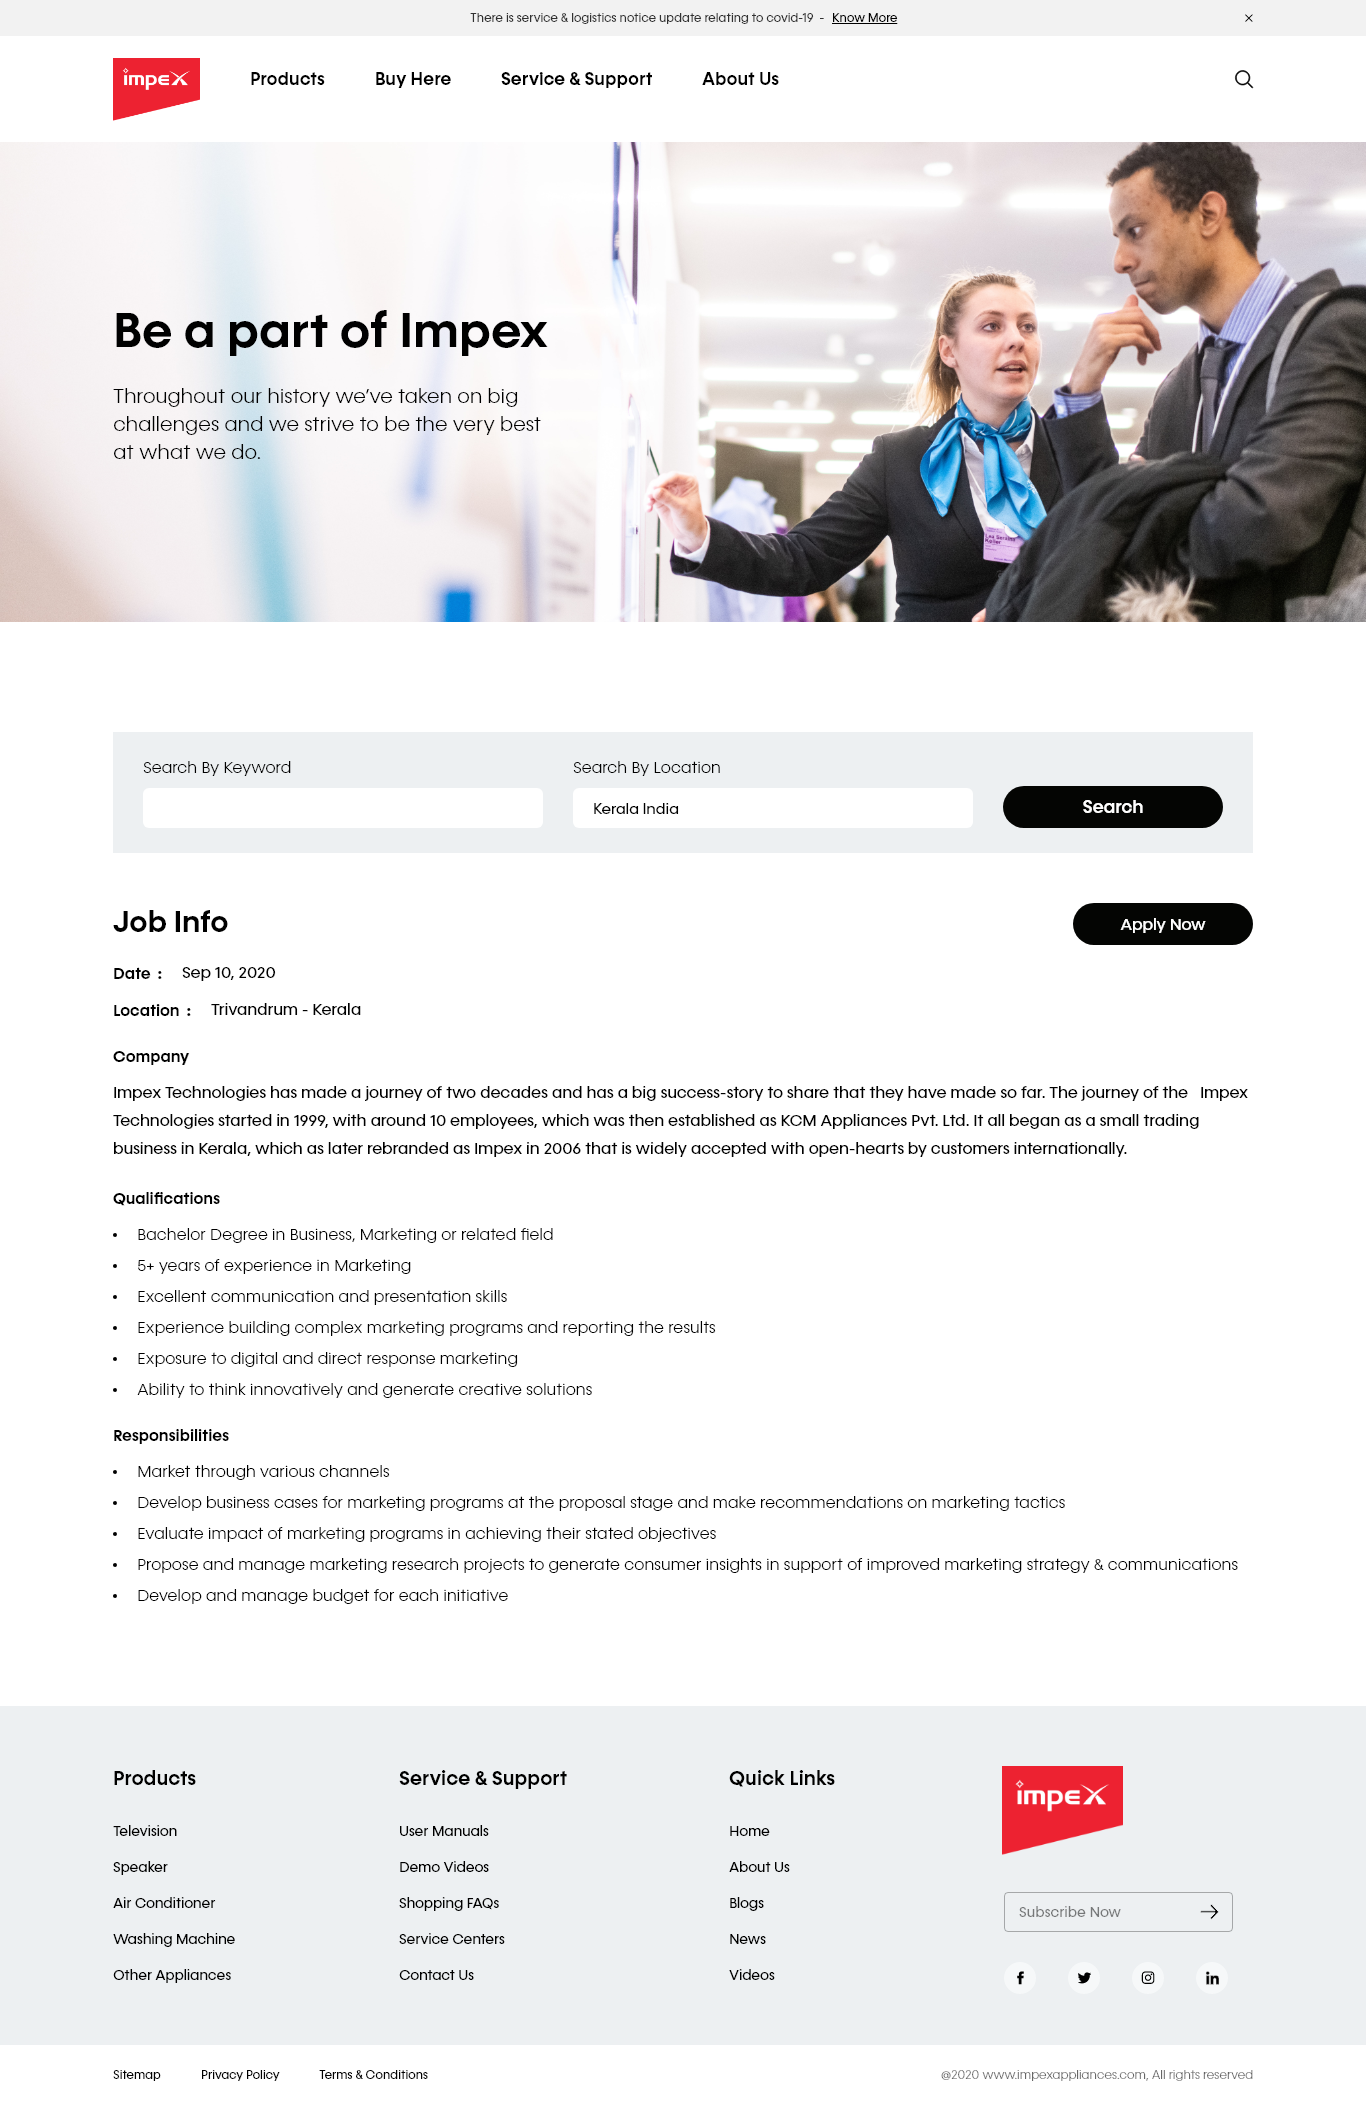 There is service & logistics notice update relating to covid-19 - Know More
impex
Products
Buy Here
Service & Support
About Us
Be a part of Impex
Throughout our history we’ve taken on big
challenges and we strive to be the very best
at what we do.
Search By Keyword
Search By Location
Kerala India
Search
Job Info
Apply Now
Date : Sep 10, 2020
Location : Trivandrum - Kerala
Company
Impex Technologies has made a journey of two decades and has a big success-story to share that they have made so far. The journey of the Impex
Technologies started in 1999, with around 10 employees, which was then established as KCM Appliances Pvt. Ltd. It all began as a small trading
business in Kerala, which as later rebranded as Impex in 2006 that is widely accepted with open-hearts by customers internationally.
Qualifications
• Bachelor Degree in Business, Marketing or related field
• 5+ years of experience in Marketing
• Excellent communication and presentation skills
• Experience building complex marketing programs and reporting the results
• Exposure to digital and direct response marketing
• Ability to think innovatively and generate creative solutions
Responsibilities
• Market through various channels
• Develop business cases for marketing programs at the proposal stage and make recommendations on marketing tactics
• Evaluate impact of marketing programs in achieving their stated objectives
• Propose and manage marketing research projects to generate consumer insights in support of improved marketing strategy & communications
• Develop and manage budget for each initiative
Products
Television
Speaker
Air Conditioner
Washing Machine
Other Appliances
Service & Support
User Manuals
Demo Videos
Shopping FAQs
Service Centers
Contact Us
Quick Links
Home
About Us
Blogs
News
Videos
impex
Subscribe Now
Sitemap
Privacy Policy
Terms & Conditions
@2020 www.impexappliances.com, All rights reserved